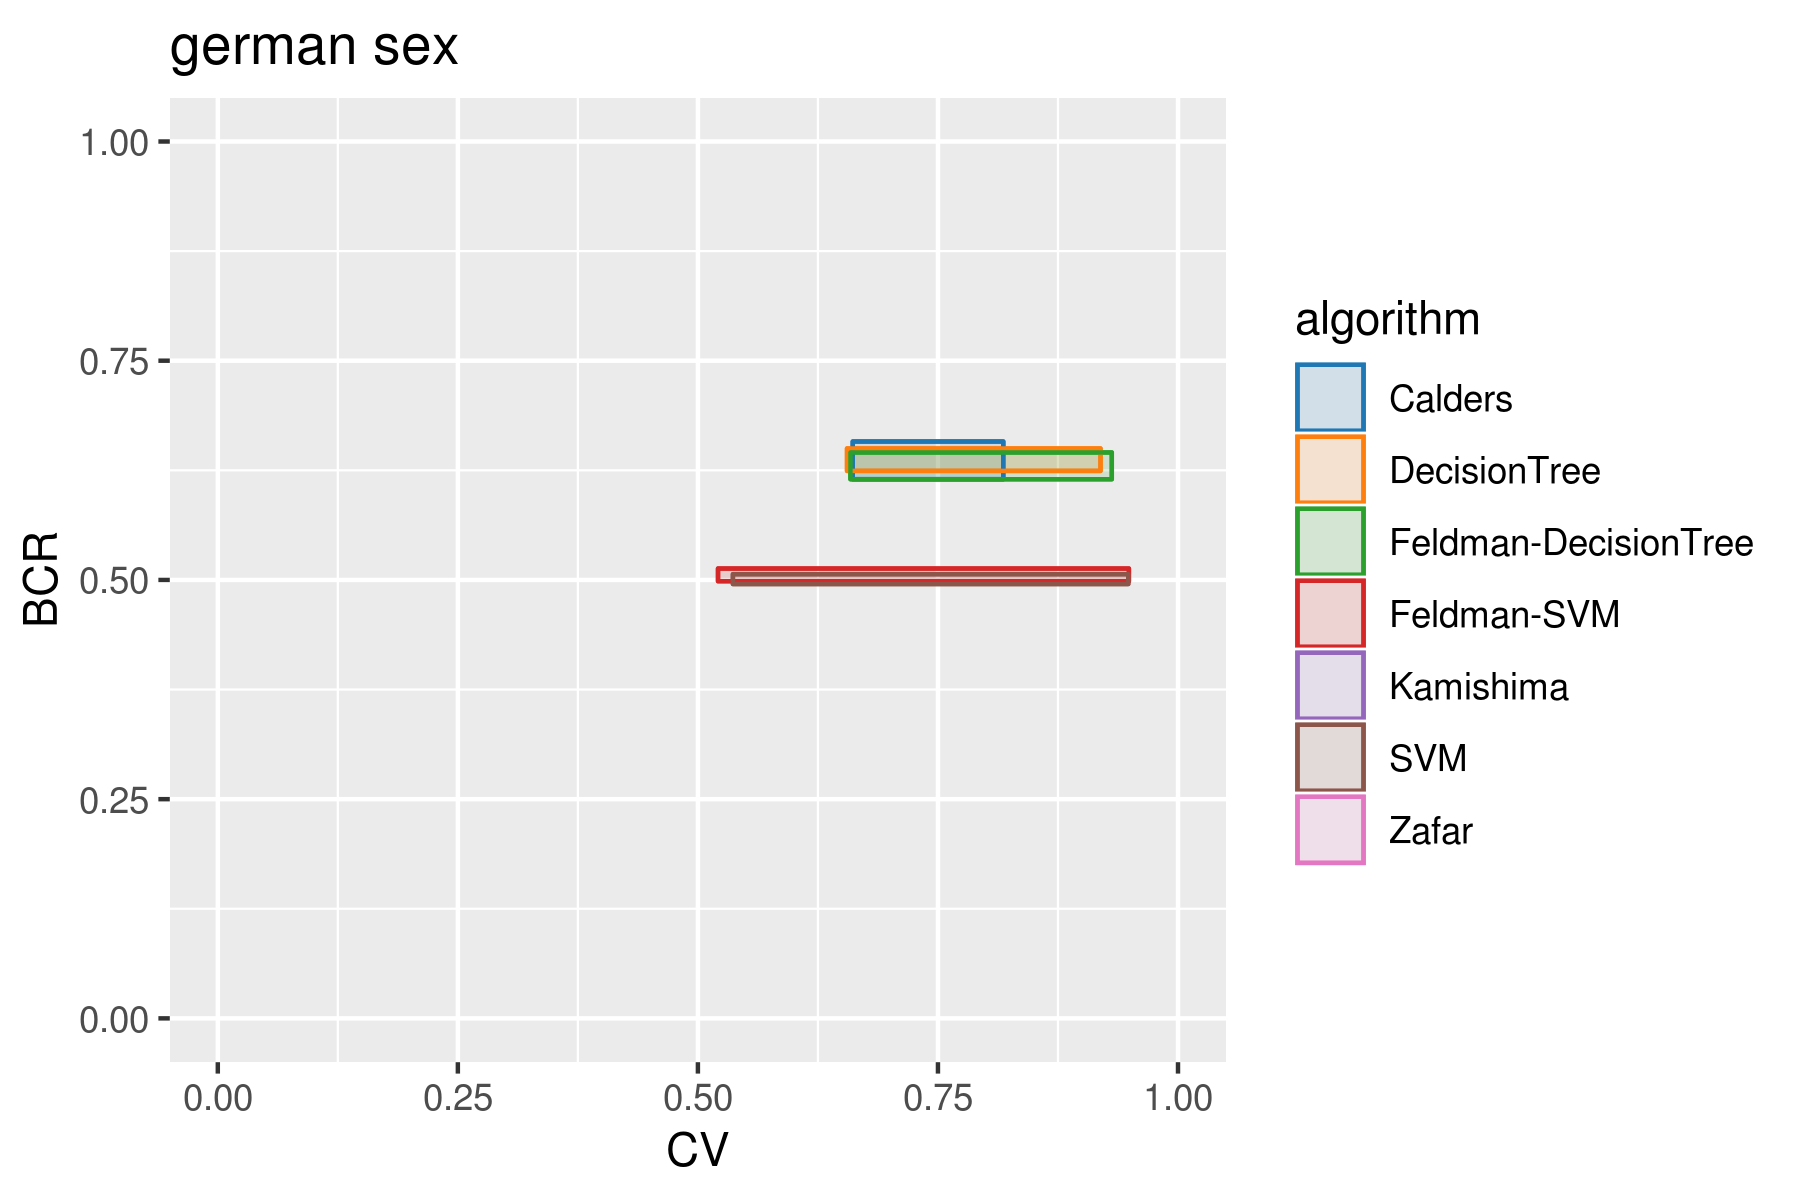 german sex
1.00
0.75
0.50
0.25
0.00
BCR
0.00 0.25 0.50 0.75 1.00
CV
algorithm
Calders
DecisionTree
Feldman-DecisionTree
Feldman-SVM
Kamishima
SVM
Zafar